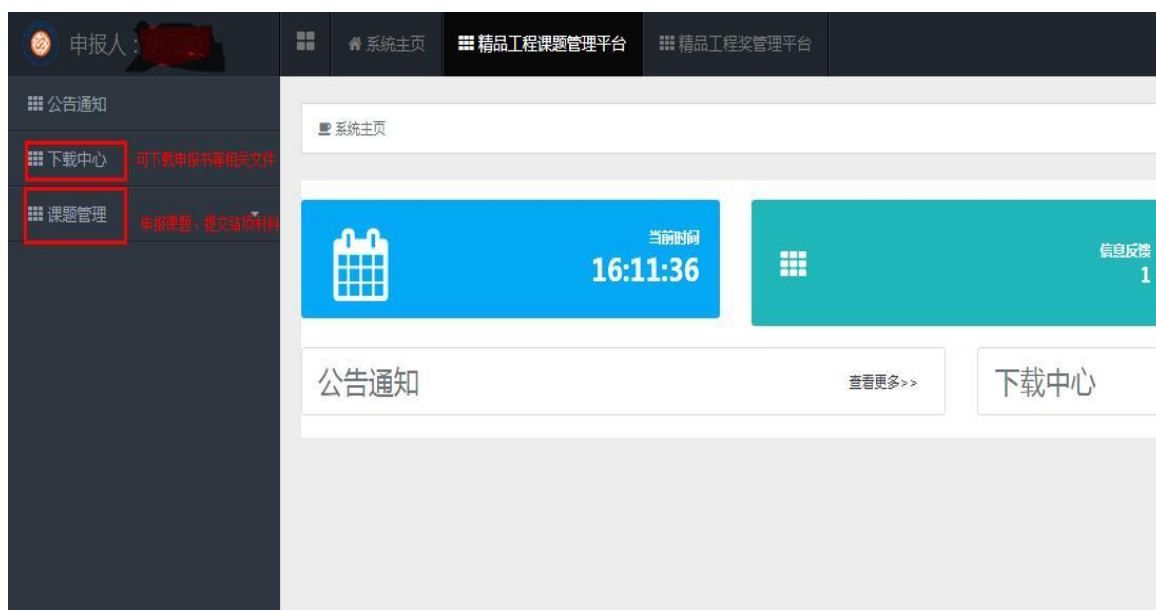 申报人：
系统主页
精品工程课题管理平台
精品工程奖管理平台
公告通知
下载中心
可下载申报书等相关文件
课题管理
申报课题、提交结项材料
系统主页
当前时间
16:11:36
信息反馈
1
公告通知
查看更多>>
下载中心